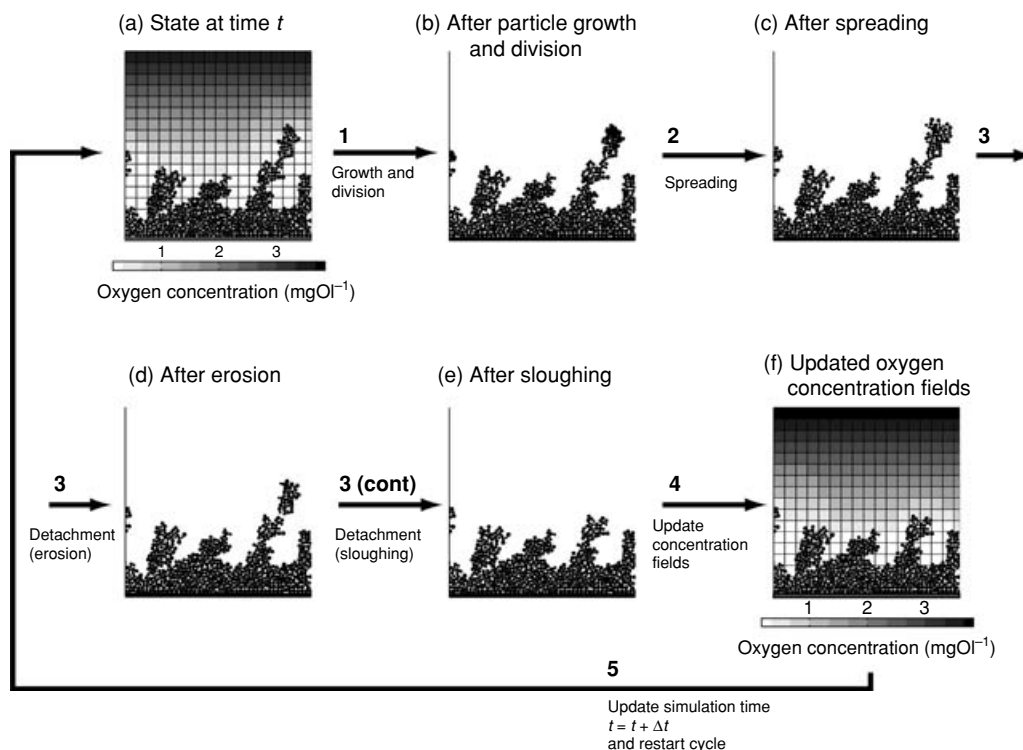 (a) State at time t
(b) After particle growth
and division
(c) After spreading
1
Growth and
division
2
Spreading
3
1 2 3
Oxygen concentration (mgOl⁻¹)
(d) After erosion
(e) After sloughing
(f) Updated oxygen
concentration fields
3
Detachment
(erosion)
3 (cont)
Detachment
(sloughing)
4
Update
concentration
fields
1 2 3
Oxygen concentration (mgOl⁻¹)
5
Update simulation time
t = t + Δt
and restart cycle